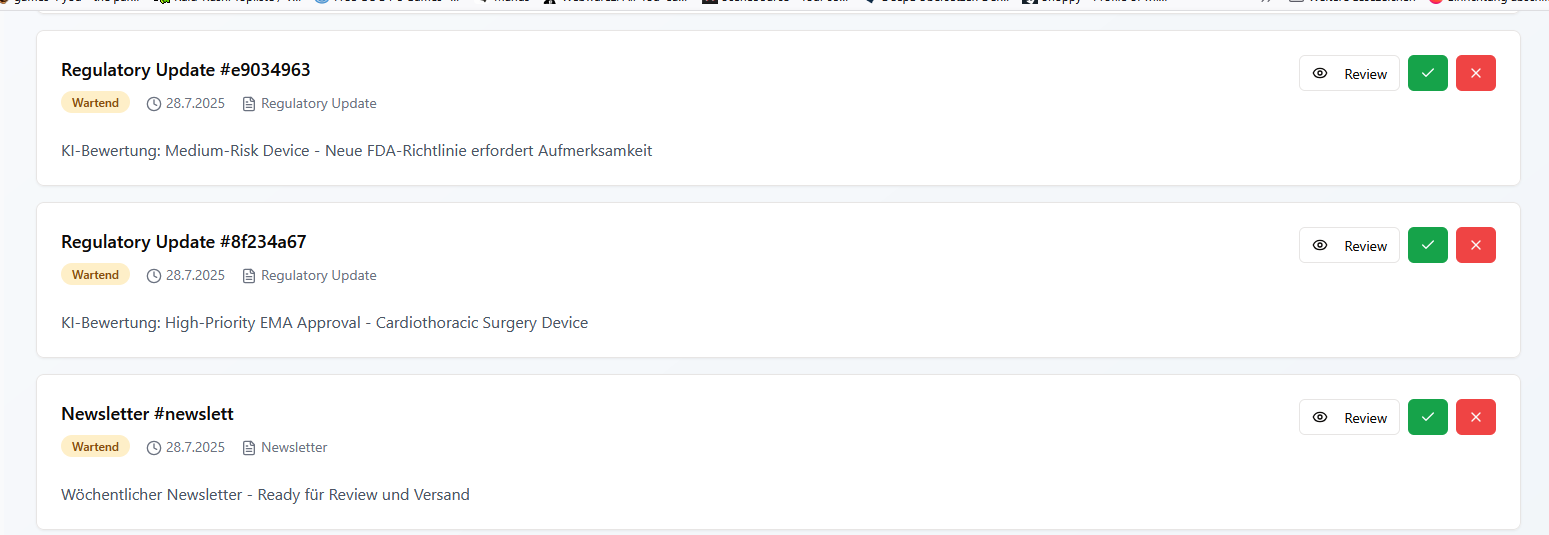 Regulatory Update #e9034963
Review
Wartend 28.7.2025 Regulatory Update
KI-Bewertung: Medium-Risk Device - Neue FDA-Richtlinie erfordert Aufmerksamkeit
Regulatory Update #8f234a67
Review
Wartend 28.7.2025 Regulatory Update
KI-Bewertung: High-Priority EMA Approval - Cardiothoracic Surgery Device
Newsletter #newslett
Review
Wartend 28.7.2025 Newsletter
Wöchentlicher Newsletter - Ready für Review und Versand